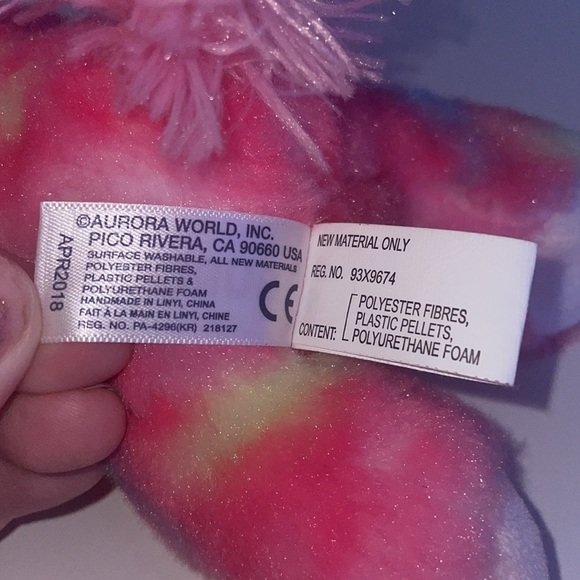 ©AURORA WORLD, INC.
PICO RIVERA, CA 90660 USA
SURFACE WASHABLE, ALL NEW MATERIALS
POLYESTER FIBRES,
PLASTIC PELLETS &
POLYURETHANE FOAM
HANDMADE IN LINYI, CHINA
FAIT À LA MAIN EN LINYI, CHINE
REG. NO. PA-4296(KR) 218127
APR2018
CE
NEW MATERIAL ONLY
REG. NO. 93X9674
CONTENT:
POLYESTER FIBRES,
PLASTIC PELLETS,
POLYURETHANE FOAM